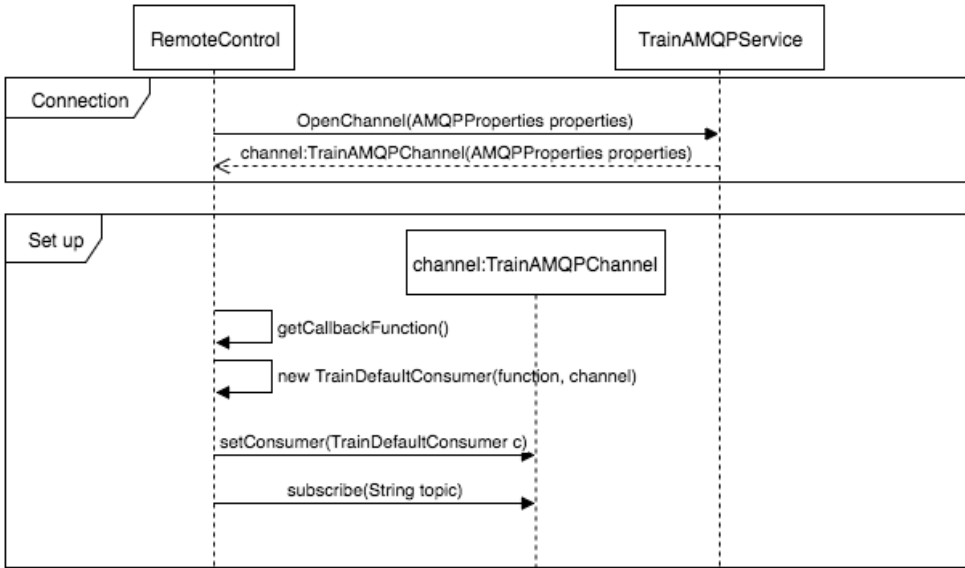 RemoteControl
TrainAMQPService
Connection
OpenChannel(AMQPProperties properties)
channel:TrainAMQPChannel(AMQPProperties properties)
Set up
channel:TrainAMQPChannel
getCallbackFunction()
new TrainDefaultConsumer(function, channel)
setConsumer(TrainDefaultConsumer c)
subscribe(String topic)